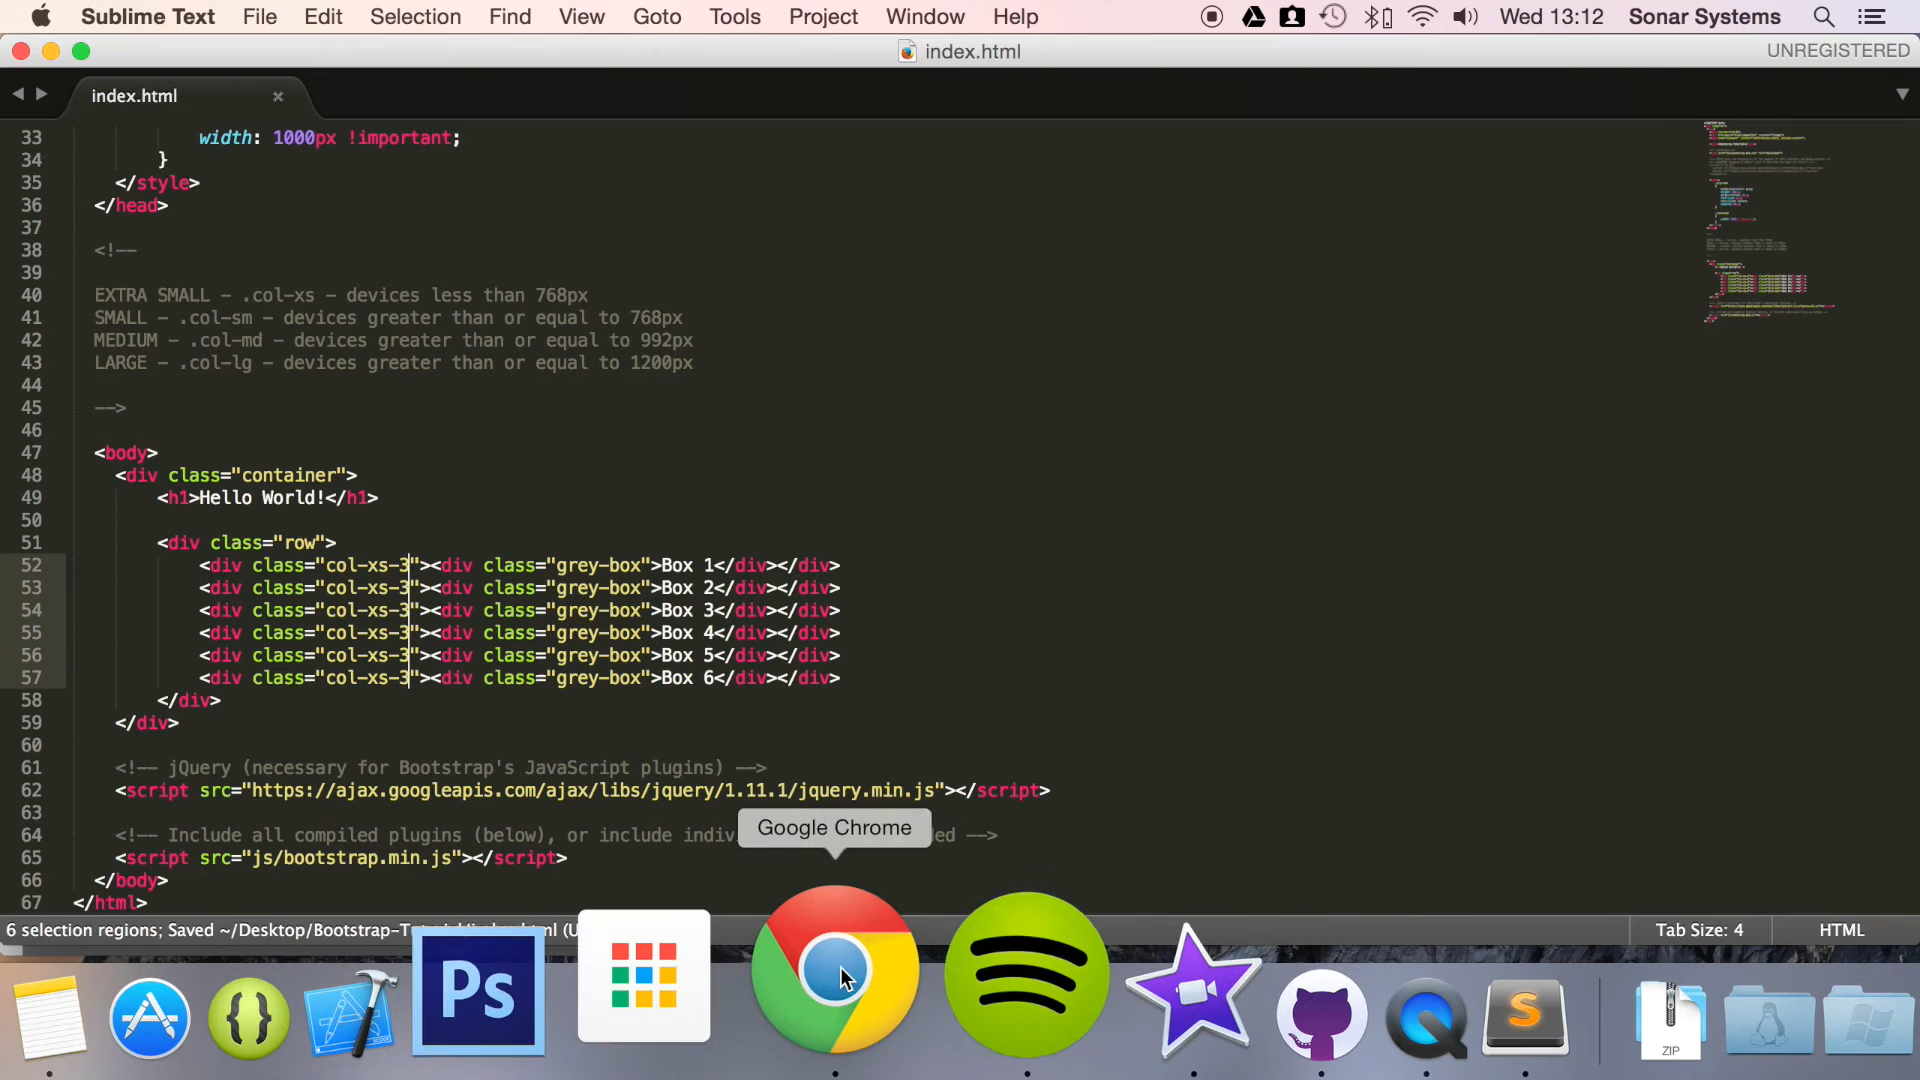 Sublime Text File Edit Selection Find View Goto Tools Project Window Help Wed 13:12 Sonar Systems
index.html UNREGISTERED
index.html
33 width: 1000px !important;
34 }
35 </style>
36 </head>
37
38 <!--
39
40 EXTRA SMALL - .col-xs - devices less than 768px
41 SMALL - .col-sm - devices greater than or equal to 768px
42 MEDIUM - .col-md - devices greater than or equal to 992px
43 LARGE - .col-lg - devices greater than or equal to 1200px
44
45 -->
46
47 <body>
48 <div class="container">
49 <h1>Hello World!</h1>
50
51 <div class="row">
52 <div class="col-xs-3"><div class="grey-box">Box 1</div></div>
53 <div class="col-xs-3"><div class="grey-box">Box 2</div></div>
54 <div class="col-xs-3"><div class="grey-box">Box 3</div></div>
55 <div class="col-xs-3"><div class="grey-box">Box 4</div></div>
56 <div class="col-xs-3"><div class="grey-box">Box 5</div></div>
57 <div class="col-xs-3"><div class="grey-box">Box 6</div></div>
58 </div>
59 </div>
60
61 <!-- jQuery (necessary for Bootstrap's JavaScript plugins) -->
62 <script src="https://ajax.googleapis.com/ajax/libs/jquery/1.11.1/jquery.min.js"></script>
63
Google Chrome
64 <!-- Include all compiled plugins (below), or include indiv ed -->
65 <script src="js/bootstrap.min.js"></script>
66 </body>
67 </html>
6 selection regions; Saved ~/Desktop/Bootstrap-T ml (U Tab Size: 4 HTML
Ps
S
ZIP